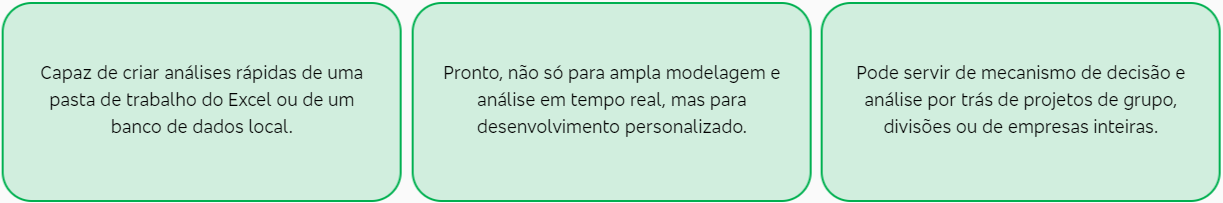 Capaz de criar análises rápidas de uma
pasta de trabalho do Excel ou de um
banco de dados local.
Pronto, não só para ampla modelagem e
análise em tempo real, mas para
desenvolvimento personalizado.
Pode servir de mecanismo de decisão e
análise por trás de projetos de grupo,
divisões ou de empresas inteiras.